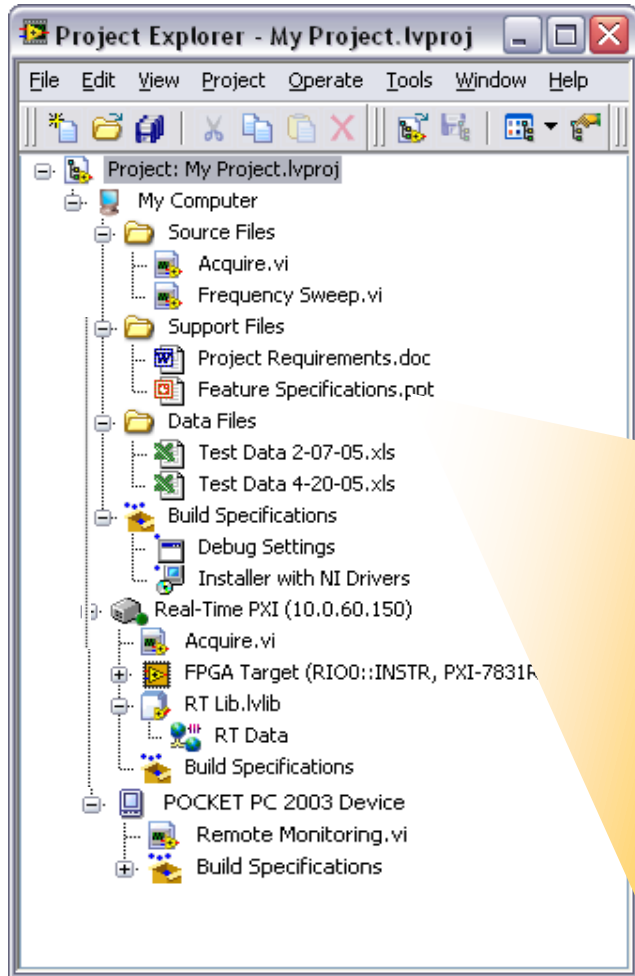 Project Explorer - My Project.lvproj
File Edit View Project Operate Tools Window Help
Project: My Project.lvproj
My Computer
Source Files
Acquire.vi
Frequency Sweep.vi
Support Files
Project Requirements.doc
Feature Specifications.ppt
Data Files
Test Data 2-07-05.xls
Test Data 4-20-05.xls
Build Specifications
Debug Settings
Installer with NI Drivers
Real-Time PXI (10.0.60.150)
Acquire.vi
FPGA Target (RIO0::INSTR, PXI-7831R
RT Lib.lvlib
RT Data
Build Specifications
POCKET PC 2003 Device
Remote Monitoring.vi
Build Specifications